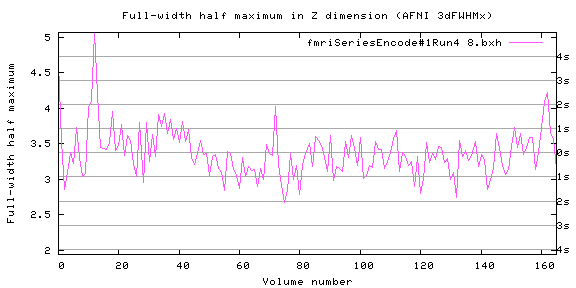 Full-width half maximum in Z dimension (AFNI 3dFWHMx)
fmriSeriesEncode#1Run4 8.bxh
Full-width half maximum
5
4.5
4
3.5
3
2.5
2
4s
3s
2s
1s
0s
1s
2s
3s
4s
0 20 40 60 80 100 120 140 160
Volume number